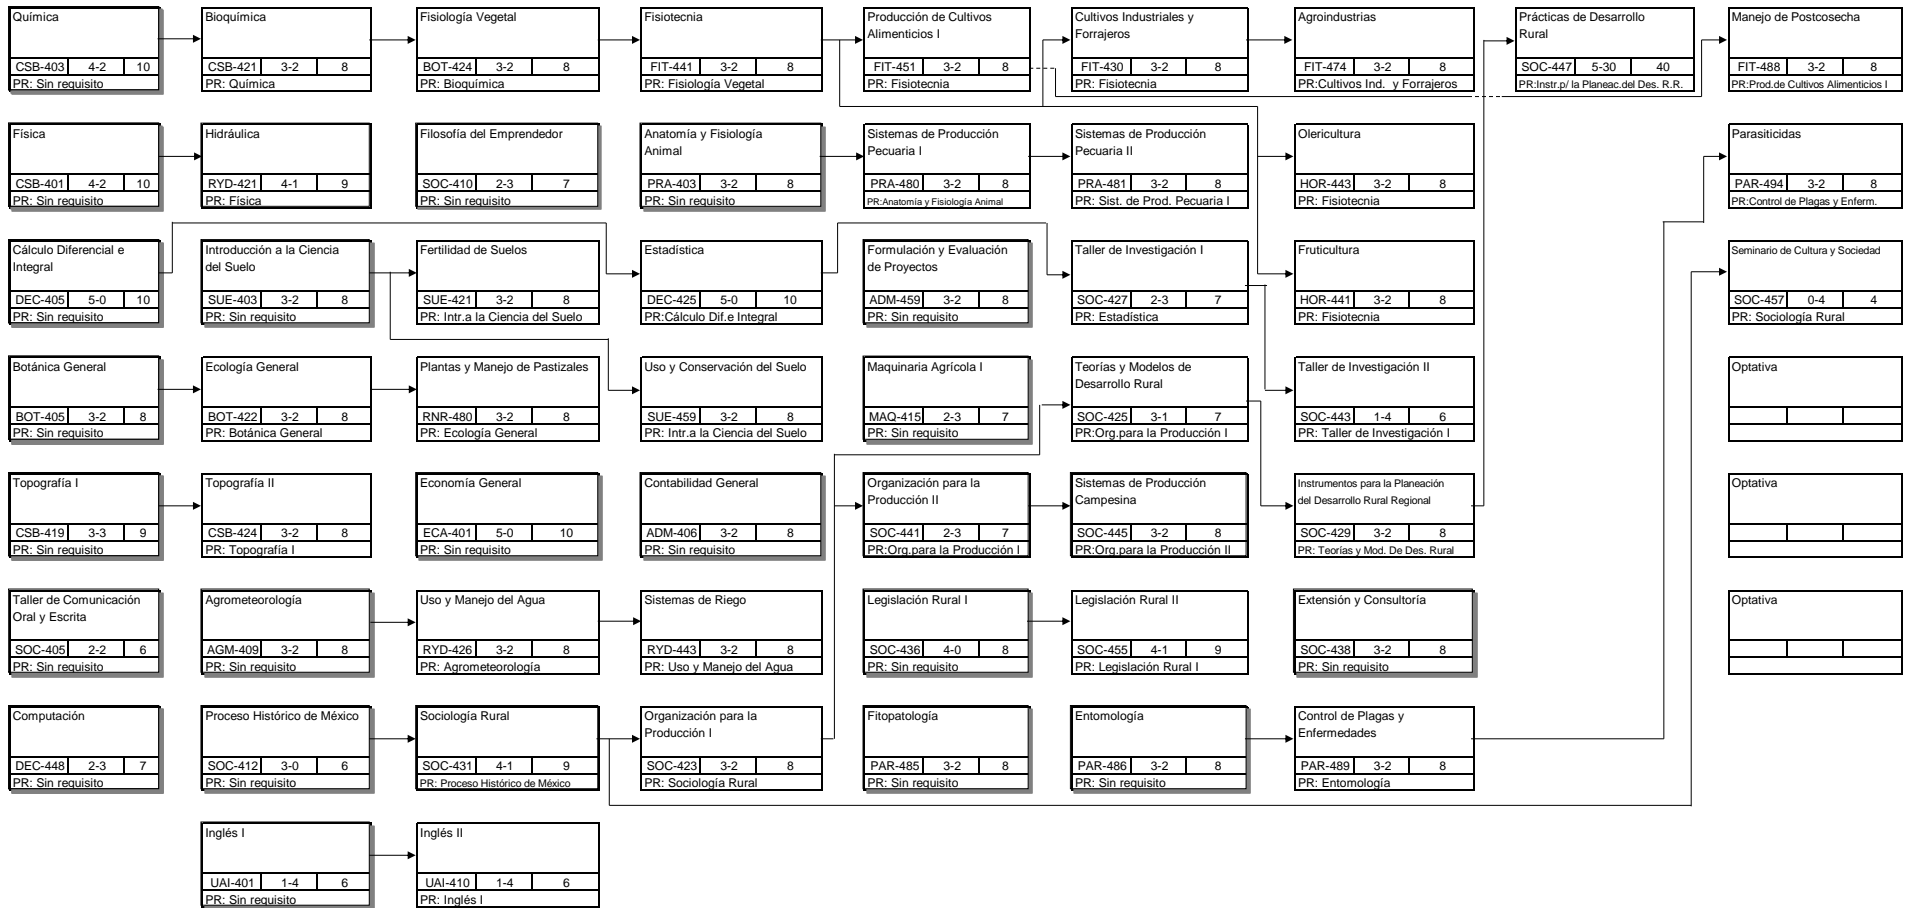 Química
CSB-403 4-2 10
PR: Sin requisito
Bioquímica
CSB-421 3-2 8
PR: Química
Fisiología Vegetal
BOT-424 3-2 8
PR: Bioquímica
Fisiotecnia
FIT-441 3-2 8
PR: Fisiología Vegetal
Producción de Cultivos
Alimenticios I
FIT-451 3-2 8
PR: Fisiotecnia
Cultivos Industriales y
Forrajeros
FIT-430 3-2 8
PR: Fisiotecnia
Agroindustrias
FIT-474 3-2 8
PR:Cultivos Ind. y Forrajeros
Prácticas de Desarrollo
Rural
SOC-447 5-30 40
PR:Instr.p/ la Planeac.del Des. R.R.
Manejo de Postcosecha
FIT-488 3-2 8
PR:Prod.de Cultivos Alimenticios I
Física
CSB-401 4-2 10
PR: Sin requisito
Hidráulica
RYD-421 4-1 9
PR: Física
Filosofía del Emprendedor
SOC-410 2-3 7
PR: Sin requisito
Anatomía y Fisiología
Animal
PRA-403 3-2 8
PR: Sin requisito
Sistemas de Producción
Pecuaria I
PRA-480 3-2 8
PR:Anatomía y Fisiología Animal
Sistemas de Producción
Pecuaria II
PRA-481 3-2 8
PR: Sist. de Prod. Pecuaria I
Olericultura
HOR-443 3-2 8
PR: Fisiotecnia
Parasiticidas
PAR-494 3-2 8
PR:Control de Plagas y Enferm.
Cálculo Diferencial e
Integral
DEC-405 5-0 10
PR: Sin requisito
Introducción a la Ciencia
del Suelo
SUE-403 3-2 8
PR: Sin requisito
Fertilidad de Suelos
SUE-421 3-2 8
PR: Intr.a la Ciencia del Suelo
Estadística
DEC-425 5-0 10
PR:Cálculo Dif.e Integral
Formulación y Evaluación
de Proyectos
ADM-459 3-2 8
PR: Sin requisito
Taller de Investigación I
SOC-427 2-3 7
PR: Estadística
Fruticultura
HOR-441 3-2 8
PR: Fisiotecnia
Seminario de Cultura y Sociedad
SOC-457 0-4 4
PR: Sociología Rural
Botánica General
BOT-405 3-2 8
PR: Sin requisito
Ecología General
BOT-422 3-2 8
PR: Botánica General
Plantas y Manejo de Pastizales
RNR-480 3-2 8
PR: Ecología General
Uso y Conservación del Suelo
SUE-459 3-2 8
PR: Intr.a la Ciencia del Suelo
Maquinaria Agrícola I
MAQ-415 2-3 7
PR: Sin requisito
Teorías y Modelos de
Desarrollo Rural
SOC-425 3-1 7
PR:Org.para la Producción I
Taller de Investigación II
SOC-443 1-4 6
PR: Taller de Investigación I
Optativa
Topografía I
CSB-419 3-3 9
PR: Sin requisito
Topografía II
CSB-424 3-2 8
PR: Topografía I
Economía General
ECA-401 5-0 10
PR: Sin requisito
Contabilidad General
ADM-406 3-2 8
PR: Sin requisito
Organización para la
Producción II
SOC-441 2-3 7
PR:Org.para la Producción I
Sistemas de Producción
Campesina
SOC-445 3-2 8
PR:Org.para la Producción II
Instrumentos para la Planeación
del Desarrollo Rural Regional
SOC-429 3-2 8
PR: Teorías y Mod. De Des. Rural
Optativa
Taller de Comunicación
Oral y Escrita
SOC-405 2-2 6
PR: Sin requisito
Agrometeorología
AGM-409 3-2 8
PR: Sin requisito
Uso y Manejo del Agua
RYD-426 3-2 8
PR: Agrometeorología
Sistemas de Riego
RYD-443 3-2 8
PR: Uso y Manejo del Agua
Legislación Rural I
SOC-436 4-0 8
PR: Sin requisito
Legislación Rural II
SOC-455 4-1 9
PR: Legislación Rural I
Extensión y Consultoría
SOC-438 3-2 8
PR: Sin requisito
Optativa
Computación
DEC-448 2-3 7
PR: Sin requisito
Proceso Histórico de México
SOC-412 3-0 6
PR: Sin requisito
Sociología Rural
SOC-431 4-1 9
PR: Proceso Histórico de México
Organización para la
Producción I
SOC-423 3-2 8
PR: Sociología Rural
Fitopatología
PAR-485 3-2 8
PR: Sin requisito
Entomología
PAR-486 3-2 8
PR: Sin requisito
Control de Plagas y
Enfermedades
PAR-489 3-2 8
PR: Entomología
Inglés I
UAI-401 1-4 6
PR: Sin requisito
Inglés II
UAI-410 1-4 6
PR: Inglés I